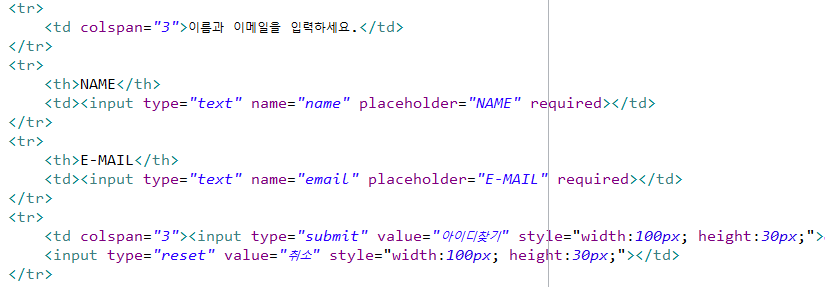 <tr>
<td colspan="3">이름과 이메일을 입력하세요.</td>
</tr>
<tr>
<th>NAME</th>
<td><input type="text" name="name" placeholder="NAME" required></td>
</tr>
<tr>
<th>E-MAIL</th>
<td><input type="text" name="email" placeholder="E-MAIL" required></td>
</tr>
<tr>
<td colspan="3"><input type="submit" value="아이디찾기" style="width:100px; height:30px;">
<input type="reset" value="취소" style="width:100px; height:30px;"></td>
</tr>